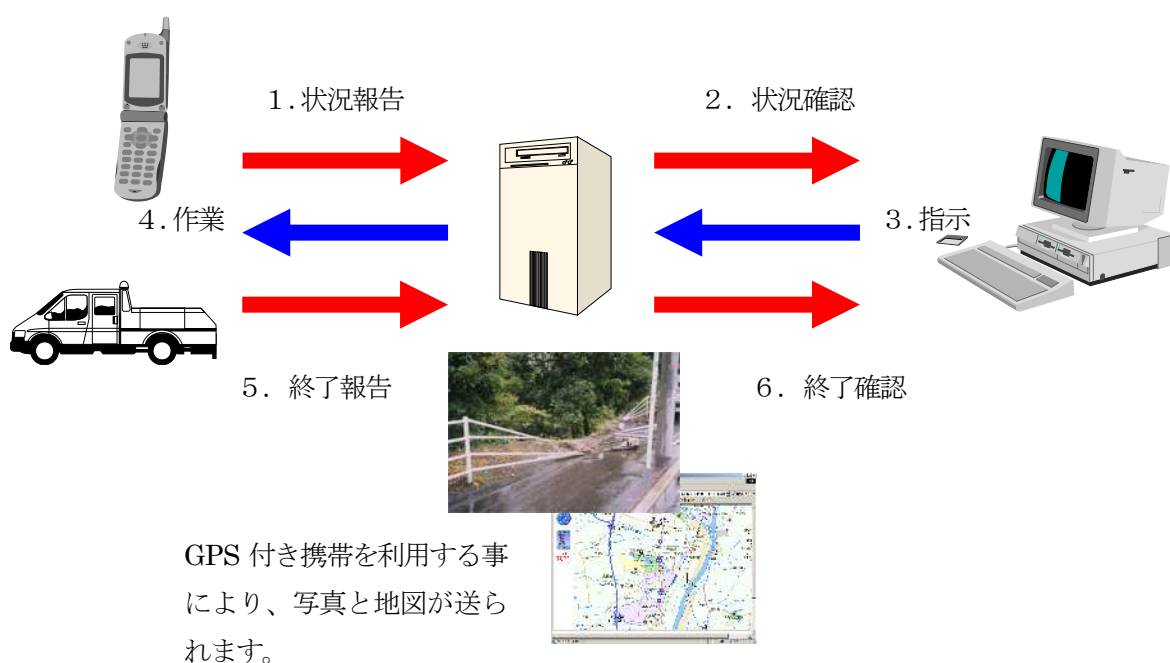 １.状況報告
２．状況確認
４.作業
３.指示
５．終了報告
６．終了確認
GPS 付き携帯を利用する事
により、写真と地図が送ら
れます。